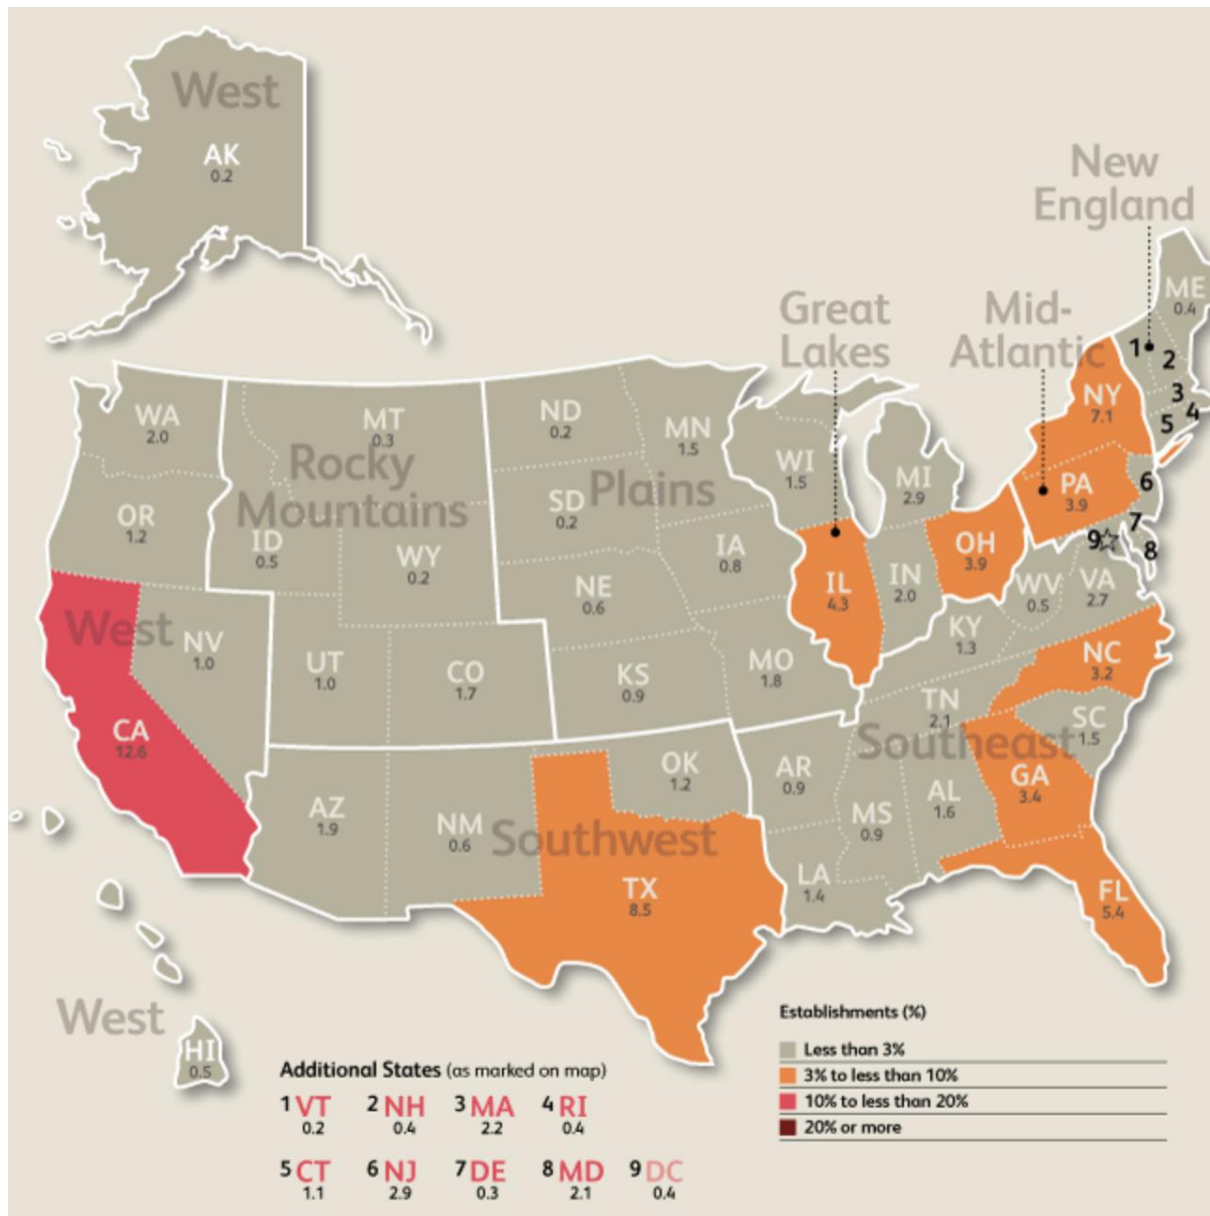 West
AK
0.2
New
England
ME
0.4
Great
Lakes
Mid-
Atlantic
1
2
3
4
5
NY
7.1
WA
2.0
MT
0.3
ND
0.2
MN
1.5
Rocky
Mountains
Plains
WI
1.5
MI
2.9
PA
3.9
6
7
8
9
OR
1.2
ID
0.5
WY
0.2
SD
0.2
IA
0.8
NE
0.6
IL
4.3
IN
2.0
OH
3.9
WV
0.5
VA
2.7
KY
1.3
West
NV
1.0
UT
1.0
CO
1.7
KS
0.9
MO
1.8
NC
3.2
TN
2.1
SC
1.5
Southeast
CA
12.6
AZ
1.9
NM
0.6
OK
1.2
AR
0.9
MS
0.9
AL
1.6
GA
3.4
Southwest
TX
8.5
LA
1.4
FL
5.4
West
HI
0.5
Establishments (%)
Less than 3%
3% to less than 10%
10% to less than 20%
20% or more
Additional States (as marked on map)
1 VT 2 NH 3 MA 4 RI
0.2 0.4 2.2 0.4
5 CT 6 NJ 7 DE 8 MD 9 DC
1.1 2.9 0.3 2.1 0.4